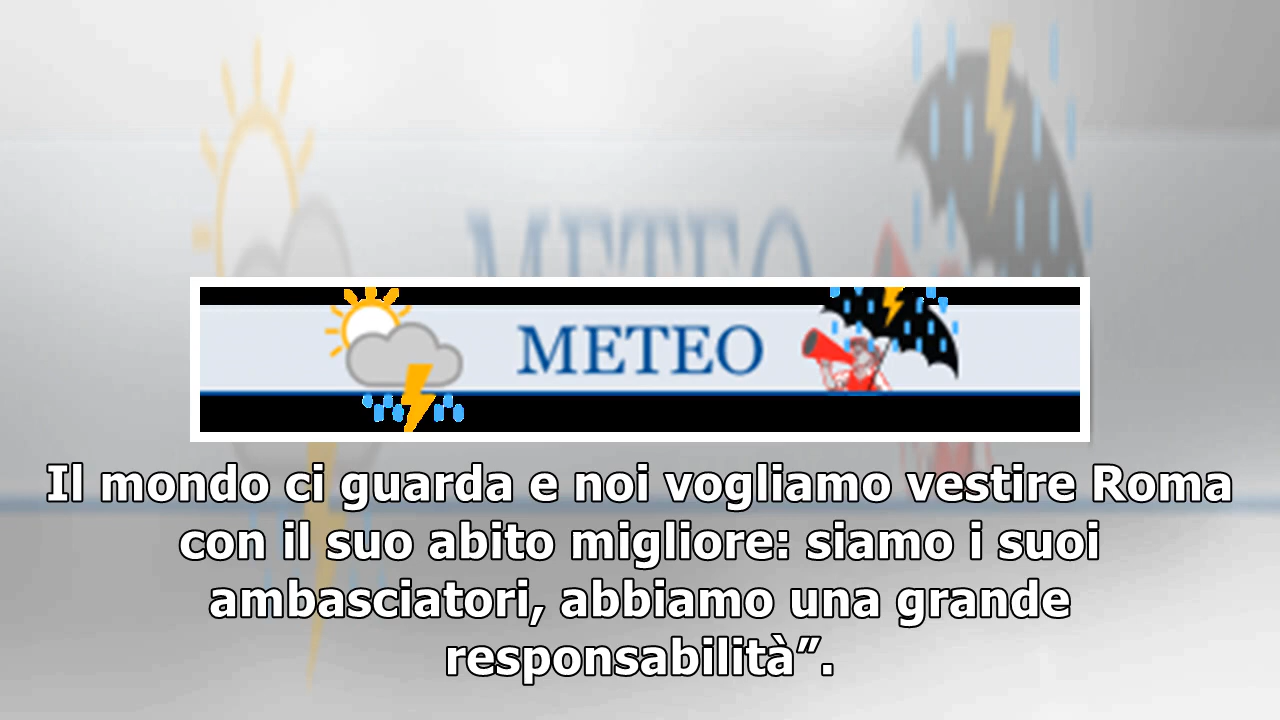 METEO
METEO
Il mondo ci guarda e noi vogliamo vestire Roma
con il suo abito migliore: siamo i suoi
ambasciatori, abbiamo una grande
responsabilità”.